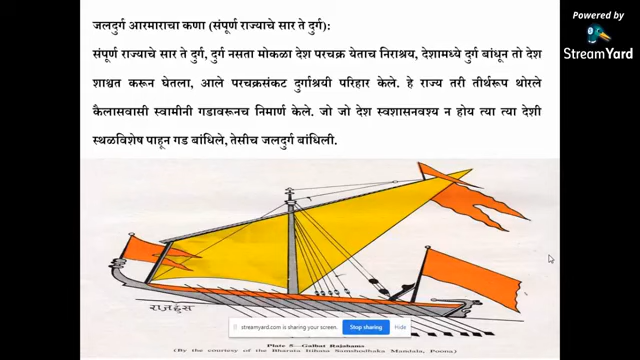 जलदुर्ग आरमाराचा कणा (संपूर्ण राज्याचे सार ते दुर्ग):
संपूर्ण राज्याचे सार ते दुर्ग, दुर्ग नसता मोकळा देश परचक्र येताच निराश्रय, देशामध्ये दुर्ग बांधून तो देश
शाश्वत करून घेतला, आले परचक्रसंकट दुर्गाश्रयी परिहार केले. हे राज्य तरी तीर्थरूप थोरले
कैलासवासी स्वामीनी गडावरूनच निमार्ण केले. जो जो देश स्वशासनवश्य न होय त्या त्या देशी
स्थळविशेष पाहून गड बांधिले, तेसीच जलदुर्ग बांधिली.
Powered by
StreamYard
राजहंस
streamyard.com is sharing your screen.
Stop sharing
Hide
Plate 5—Galbat Rajahams
(By the courtesy of the Bharata Itihasa Samshodhaka Mandala, Poona)